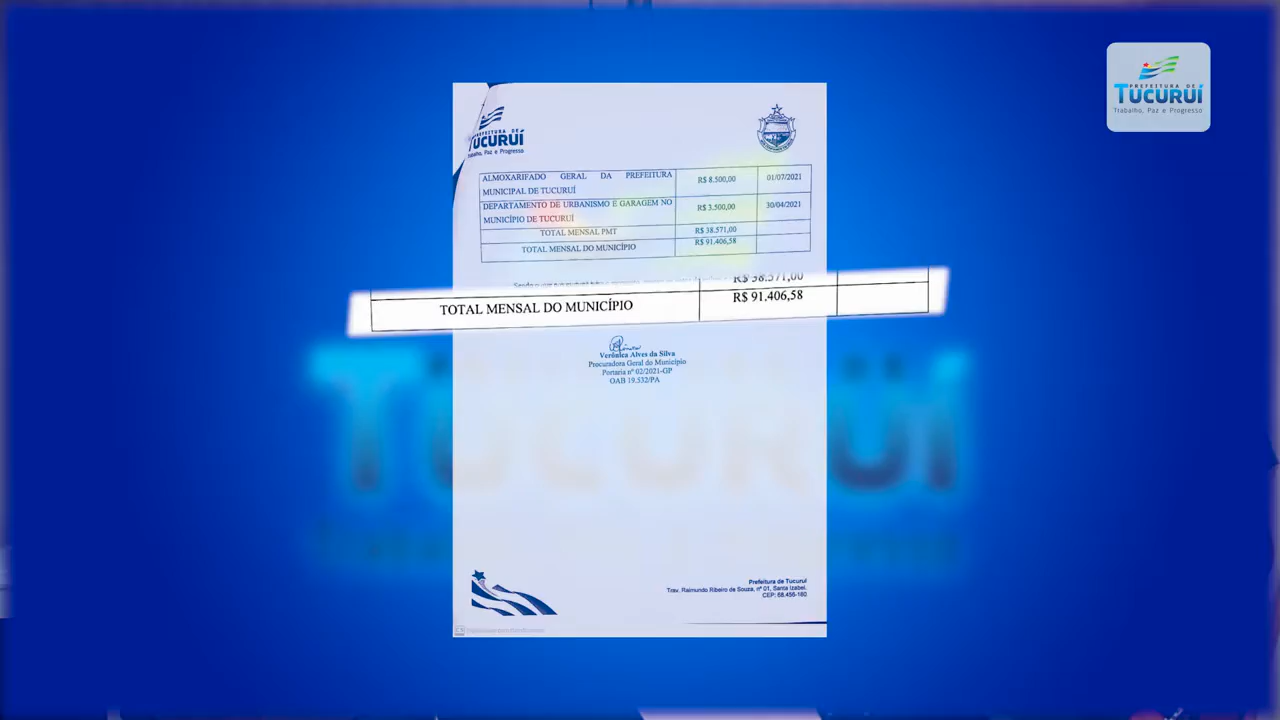 PREFEITURA DE
TUCURUÍ
Trabalho, Paz e Progresso
PREFEITURA DE
TUCURUÍ
Trabalho, Paz e Progresso
ALMOXARIFADO GERAL DA PREFEITURA
MUNICIPAL DE TUCURUÍ
R$ 8.500,00
01/07/2021
DEPARTAMENTO DE URBANISMO E GARAGEM NO
MUNICÍPIO DE TUCURUÍ
R$ 3.500,00
30/04/2021
TOTAL MENSAL PMT
R$ 38.571,00
TOTAL MENSAL DO MUNICÍPIO
R$ 91.406,58
R$ 38.571,00
TOTAL MENSAL DO MUNICÍPIO
R$ 91.406,58
Verônica Alves da Silva
Procuradora Geral do Município
Portaria nº 02/2021-GP
OAB 19.532/PA
TUCURUÍ
Prefeitura de Tucuruí
Trav. Raimundo Ribeiro de Souza, nº 01, Santa Izabel.
CEP: 68.456-180